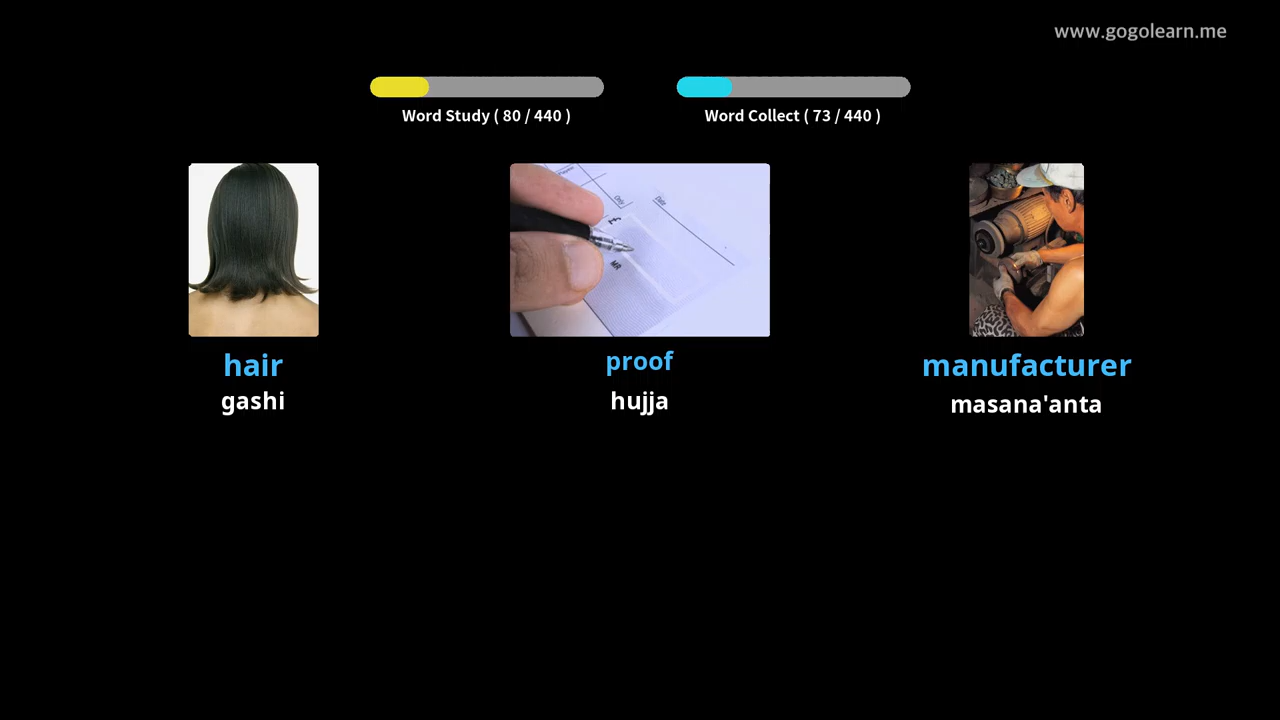 www.gogolearn.me
Word Study ( 80 / 440 )
Word Collect ( 73 / 440 )
hair
gashi
proof
hujja
manufacturer
masana'anta